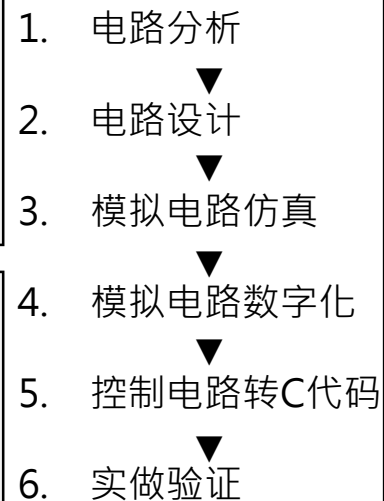 1. 电路分析
2. 电路设计
3. 模拟电路仿真
4. 模拟电路数字化
5. 控制电路转C代码
6. 实做验证